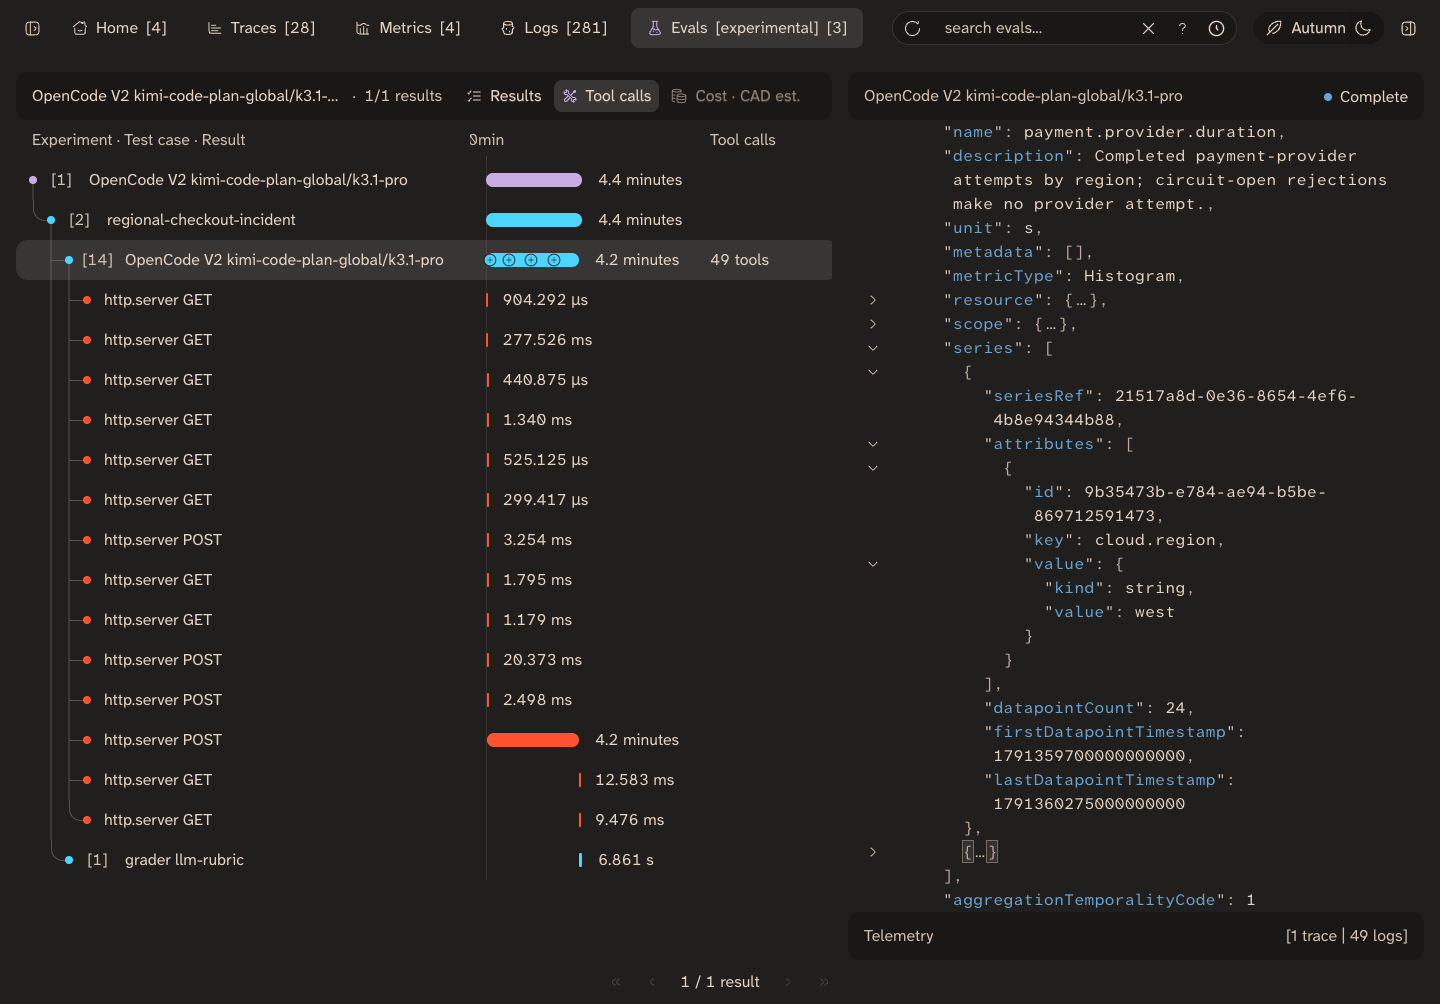 Home [4]
Traces [28]
Metrics [4]
Logs [281]
Evals [experimental] [3]
search evals...
?
Autumn
OpenCode V2 kimi-code-plan-global/k3.1-... · 1/1 results
Results
Tool calls
Cost · CAD est.
Experiment · Test case · Result
0min
Tool calls
[1] OpenCode V2 kimi-code-plan-global/k3.1-pro 4.4 minutes
[2] regional-checkout-incident 4.4 minutes
[14] OpenCode V2 kimi-code-plan-global/k3.1-pro 4.2 minutes 49 tools
http.server GET 904.292 µs
http.server GET 277.526 ms
http.server GET 440.875 µs
http.server GET 1.340 ms
http.server GET 525.125 µs
http.server GET 299.417 µs
http.server POST 3.254 ms
http.server GET 1.795 ms
http.server GET 1.179 ms
http.server POST 20.373 ms
http.server POST 2.498 ms
http.server POST 4.2 minutes
http.server GET 12.583 ms
http.server GET 9.476 ms
[1] grader llm-rubric 6.861 s
OpenCode V2 kimi-code-plan-global/k3.1-pro
Complete
"name": payment.provider.duration,
"description": Completed payment-provider
attempts by region; circuit-open rejections
make no provider attempt.,
"unit": s,
"metadata": [],
"metricType": Histogram,
"resource": {…},
"scope": {…},
"series": [
{
"seriesRef": 21517a8d-0e36-8654-4ef6-
4b8e94344b88,
"attributes": [
{
"id": 9b35473b-e784-ae94-b5be-
869712591473,
"key": cloud.region,
"value": {
"kind": string,
"value": west
}
}
],
"datapointCount": 24,
"firstDatapointTimestamp":
1791359700000000000,
"lastDatapointTimestamp":
1791360275000000000
},
{…}
],
"aggregationTemporalityCode": 1
Telemetry
[1 trace | 49 logs]
« ‹ 1 / 1 result › »